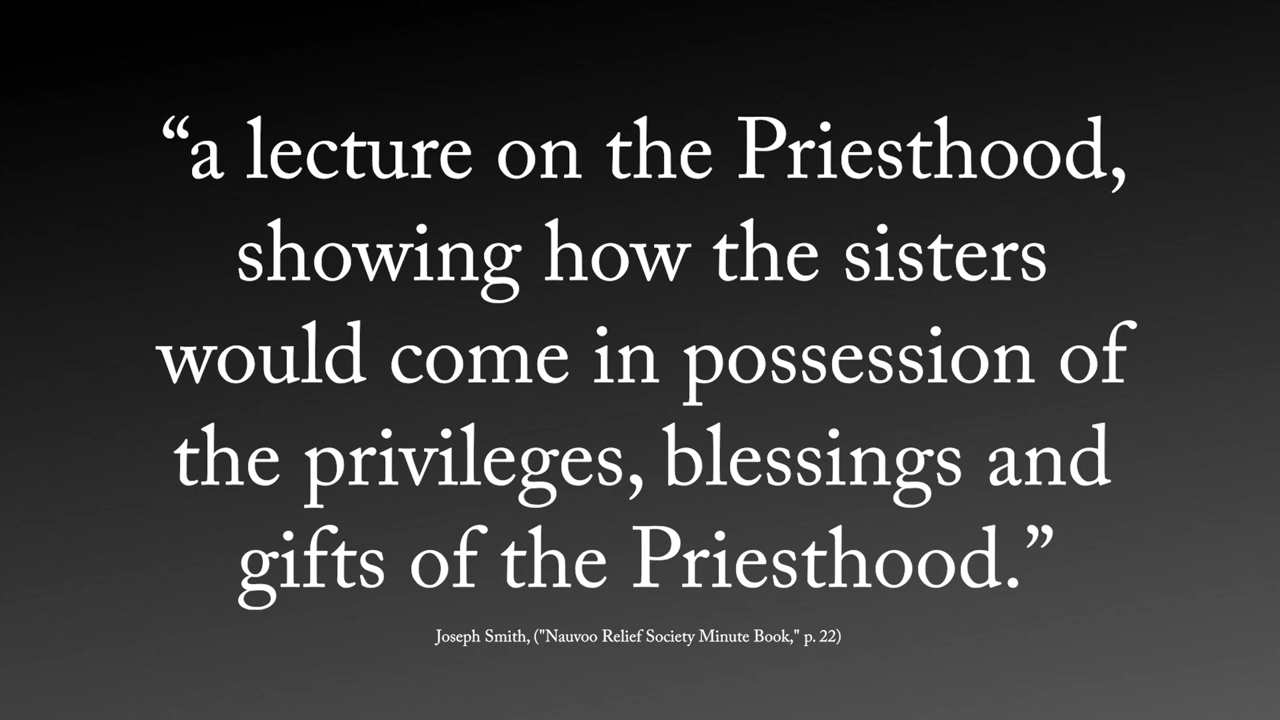 “a lecture on the Priesthood,
showing how the sisters
would come in possession of
the privileges, blessings and
gifts of the Priesthood.”
Joseph Smith, ("Nauvoo Relief Society Minute Book," p. 22)